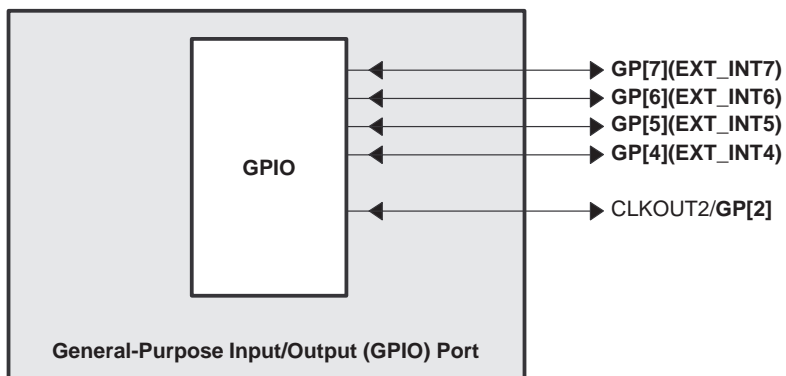 GP[7](EXT_INT7)
GP[6](EXT_INT6)
GP[5](EXT_INT5)
GP[4](EXT_INT4)
GPIO
CLKOUT2/GP[2]
General-Purpose Input/Output (GPIO) Port